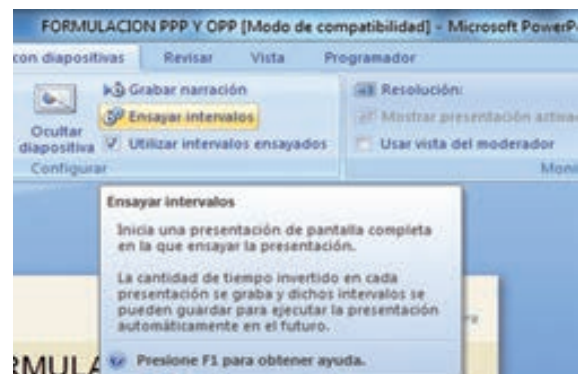 FORMULACION PPP Y OPP [Modo de compatibilidad] - Microsoft PowerP
con diapositivas Revisar Vista Programador
Grabar narración
Ensayar intervalos
Utilizar intervalos ensayados
Ocultar
diapositiva
Configurar
Resolución:
Mostrar presentación
Usar vista del moderador
Moni
Ensayar intervalos
Inicia una presentación de pantalla completa
en la que ensayar la presentación.
La cantidad de tiempo invertido en cada
presentación se graba y dichos intervalos se
pueden guardar para ejecutar la presentación
automáticamente en el futuro.
Presione F1 para obtener ayuda.
RMULA